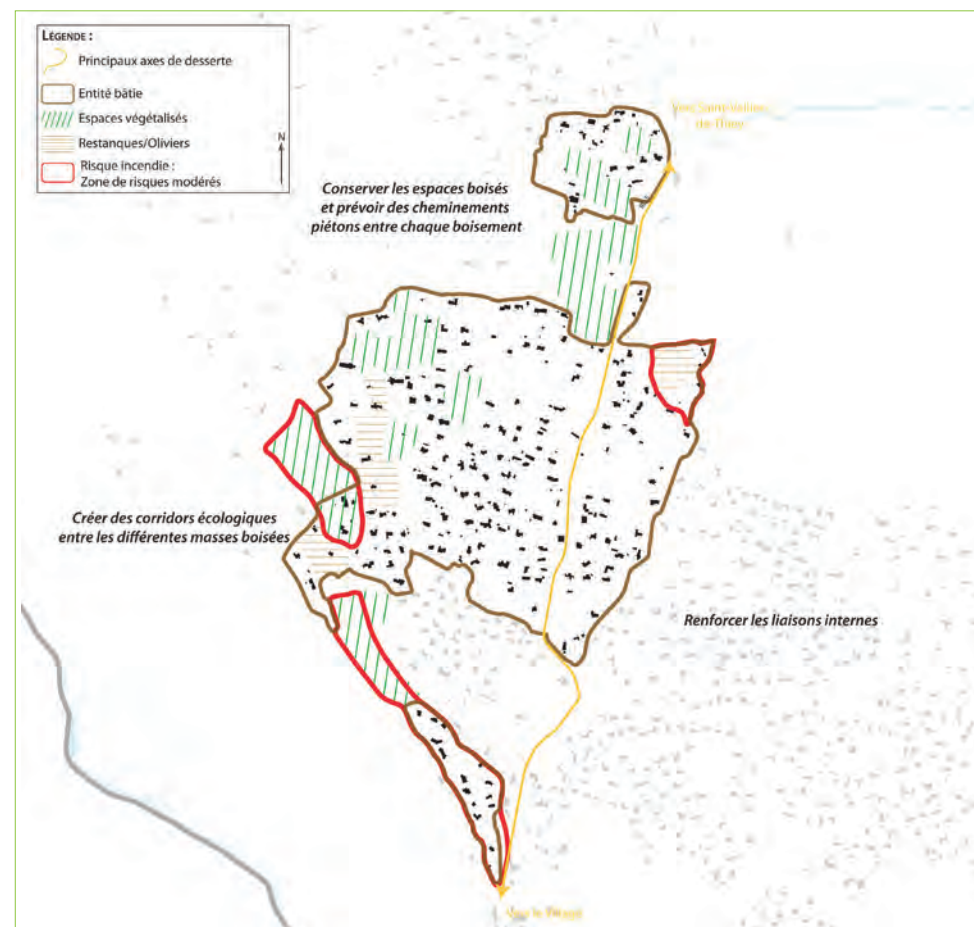 LÉGENDE :
Principaux axes de desserte
Entité bâtie
Espaces végétalisés
Restanques/Oliviers
Risque incendie :
Zone de risques modérés
N
Vers
Conserver les espaces boisés
et prévoir des cheminements
piétons entre chaque boisement
Créer des corridors écologiques
entre les différentes masses boisées
Renforcer les liaisons internes